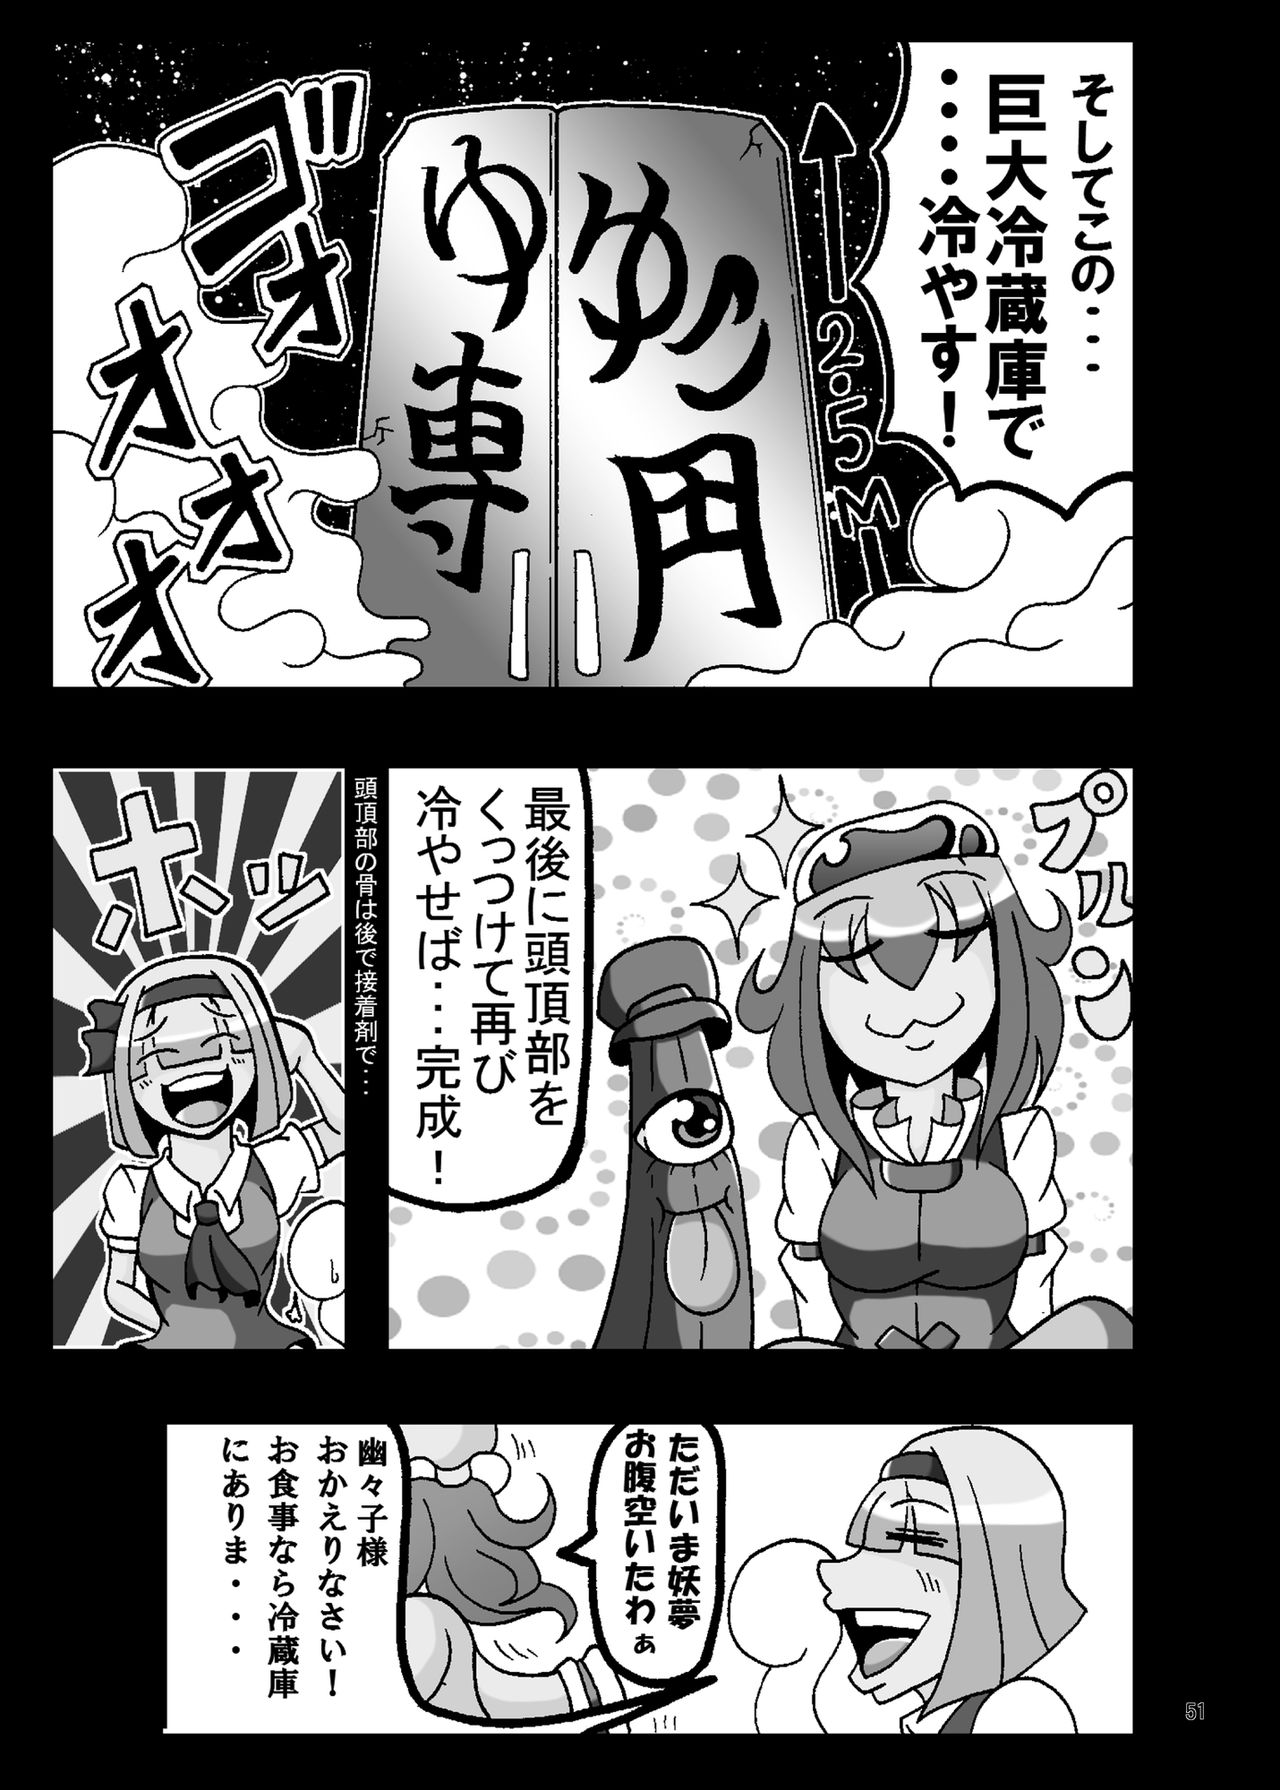 そしてこの・・・
巨大冷蔵庫で
・・・・冷やす！
↑2.5M↓
ゴォ
オ
オ
オ
ゆ専
プルン
最後に頭頂部を
くっつけて再び
冷やせば・・・完成！
頭頂部の骨は後で接着剤で・・・
ホッ
ただいま妖夢
お腹空いたわぁ
幽々子様
おかえりなさい！
お食事なら冷蔵庫
にありま・・・
51